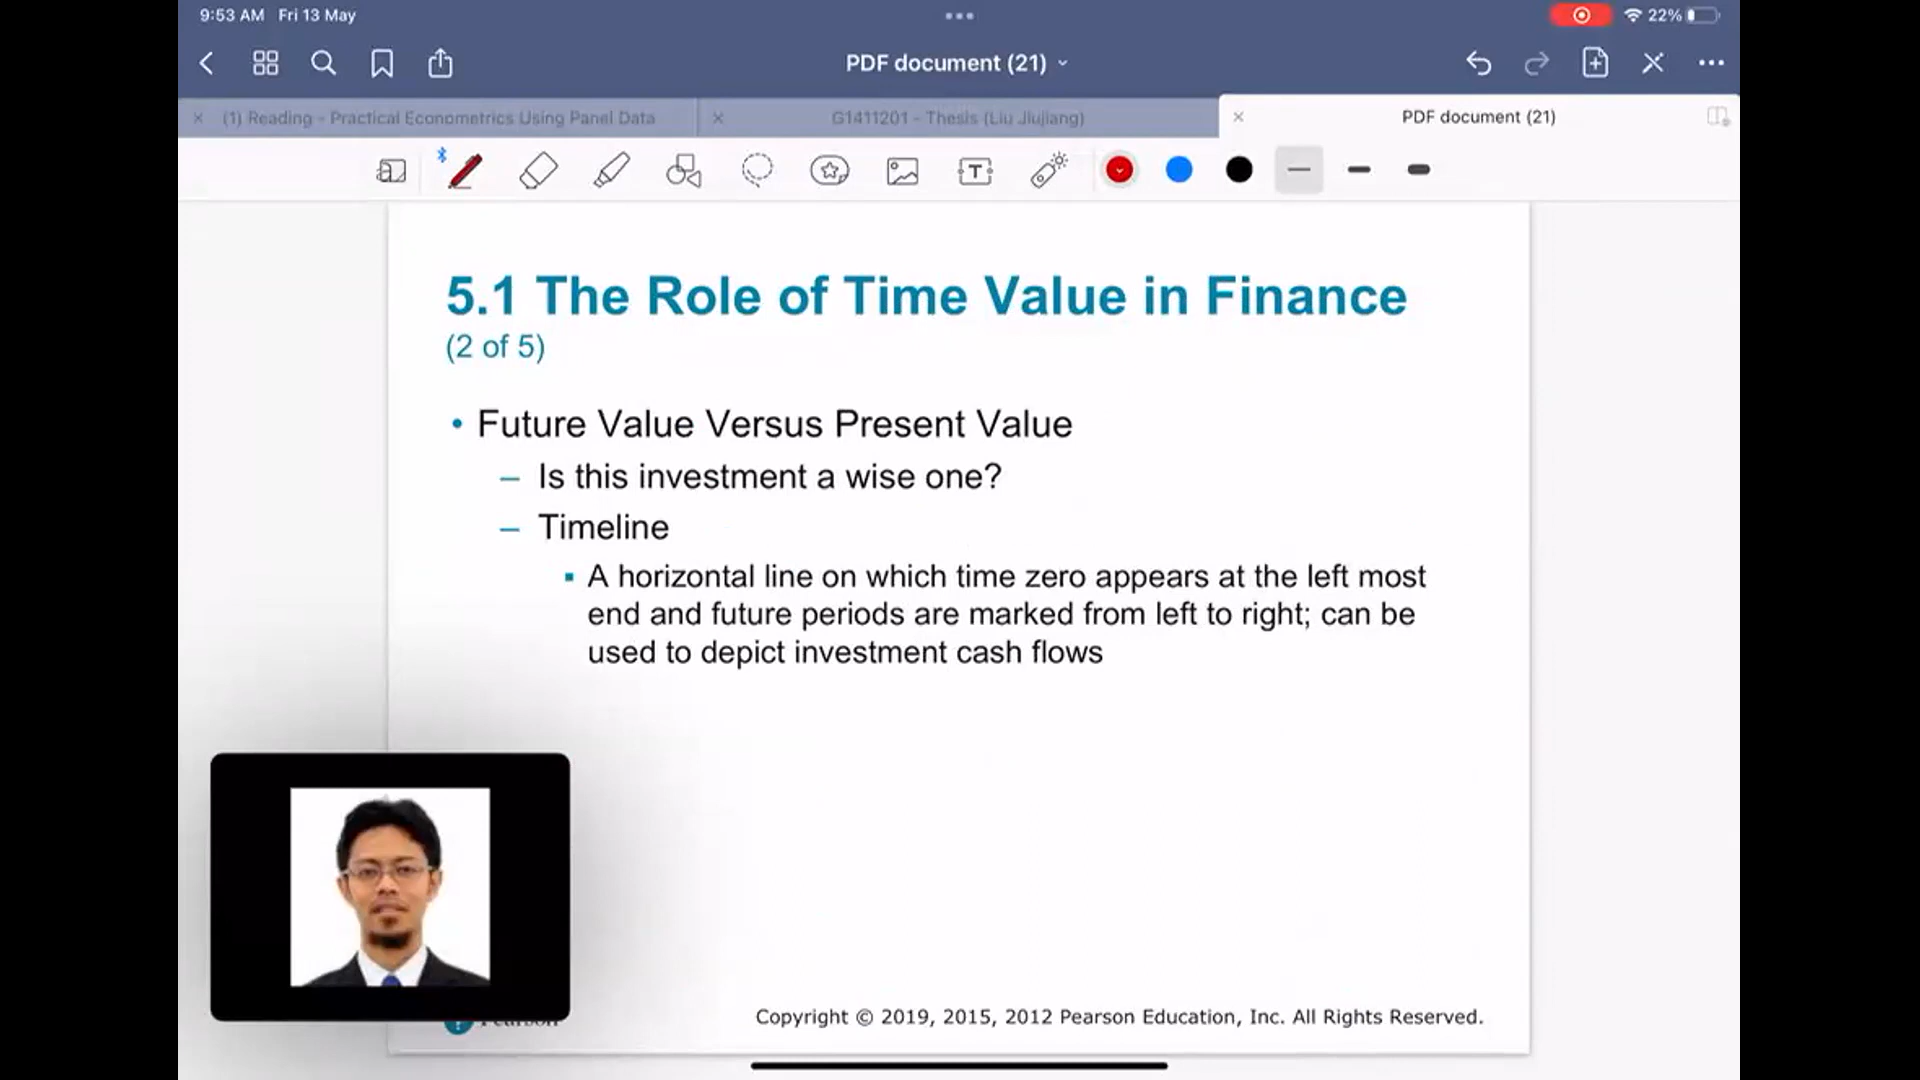 9:53 AM Fri 13 May
22%
PDF document (21)
(1) Reading - Practical Econometrics Using Panel Data
G1411201 - Thesis (Liu Jiujiang)
PDF document (21)
5.1 The Role of Time Value in Finance
(2 of 5)
• Future Value Versus Present Value
– Is this investment a wise one?
– Timeline
▪ A horizontal line on which time zero appears at the left most
end and future periods are marked from left to right; can be
used to depict investment cash flows
Pearson
Copyright © 2019, 2015, 2012 Pearson Education, Inc. All Rights Reserved.